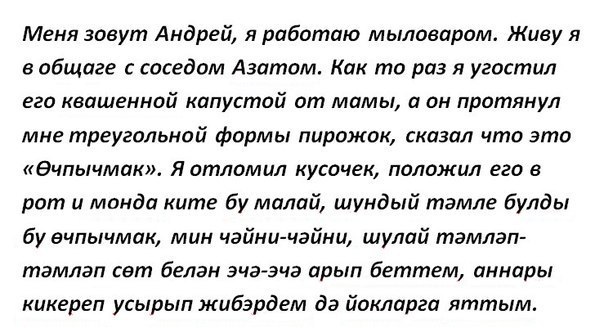 Меня зовут Андрей, я работаю мыловаром. Живу я
в общаге с соседом Азатом. Как то раз я угостил
его квашенной капустой от мамы, а он протянул
мне треугольной формы пирожок, сказал что это
«Өчпычмак». Я отломил кусочек, положил его в
рот и монда ките бу малай, шундый тәмле булды
бу өчпычмак, мин чәйни-чәйни, шулай тәмләп-
тәмләп сөт белән эчә-эчә арып беттем, аннары
кикереп усырып жибәрдем дә йокларга яттым.